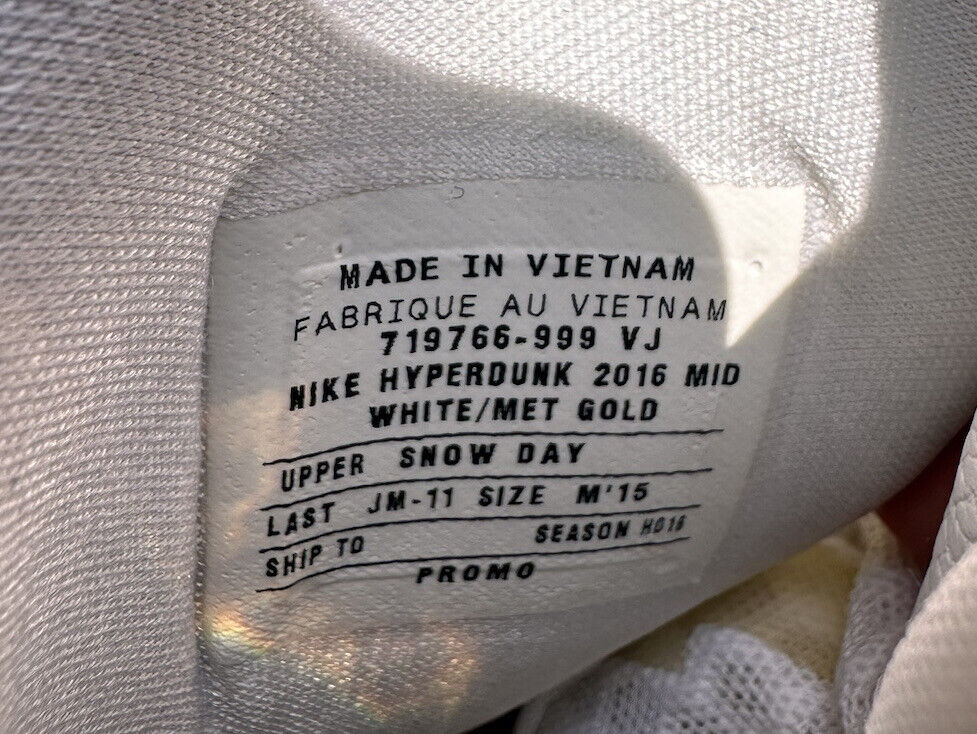 MADE IN VIETNAM
FABRIQUE AU VIETNAM
719766-999 VJ
NIKE HYPERDUNK 2016 MID
WHITE/MET GOLD
UPPER SNOW DAY
LAST JM-11 SIZE M'15
SHIP TO SEASON HO16
PROMO